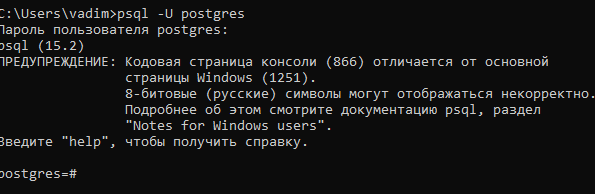 C:\Users\vadim>psql -U postgres
Пароль пользователя postgres:
psql (15.2)
ПРЕДУПРЕЖДЕНИЕ: Кодовая страница консоли (866) отличается от основной
страницы Windows (1251).
8-битовые (русские) символы могут отображаться некорректно.
Подробнее об этом смотрите документацию psql, раздел
"Notes for Windows users".
Введите "help", чтобы получить справку.
postgres=#